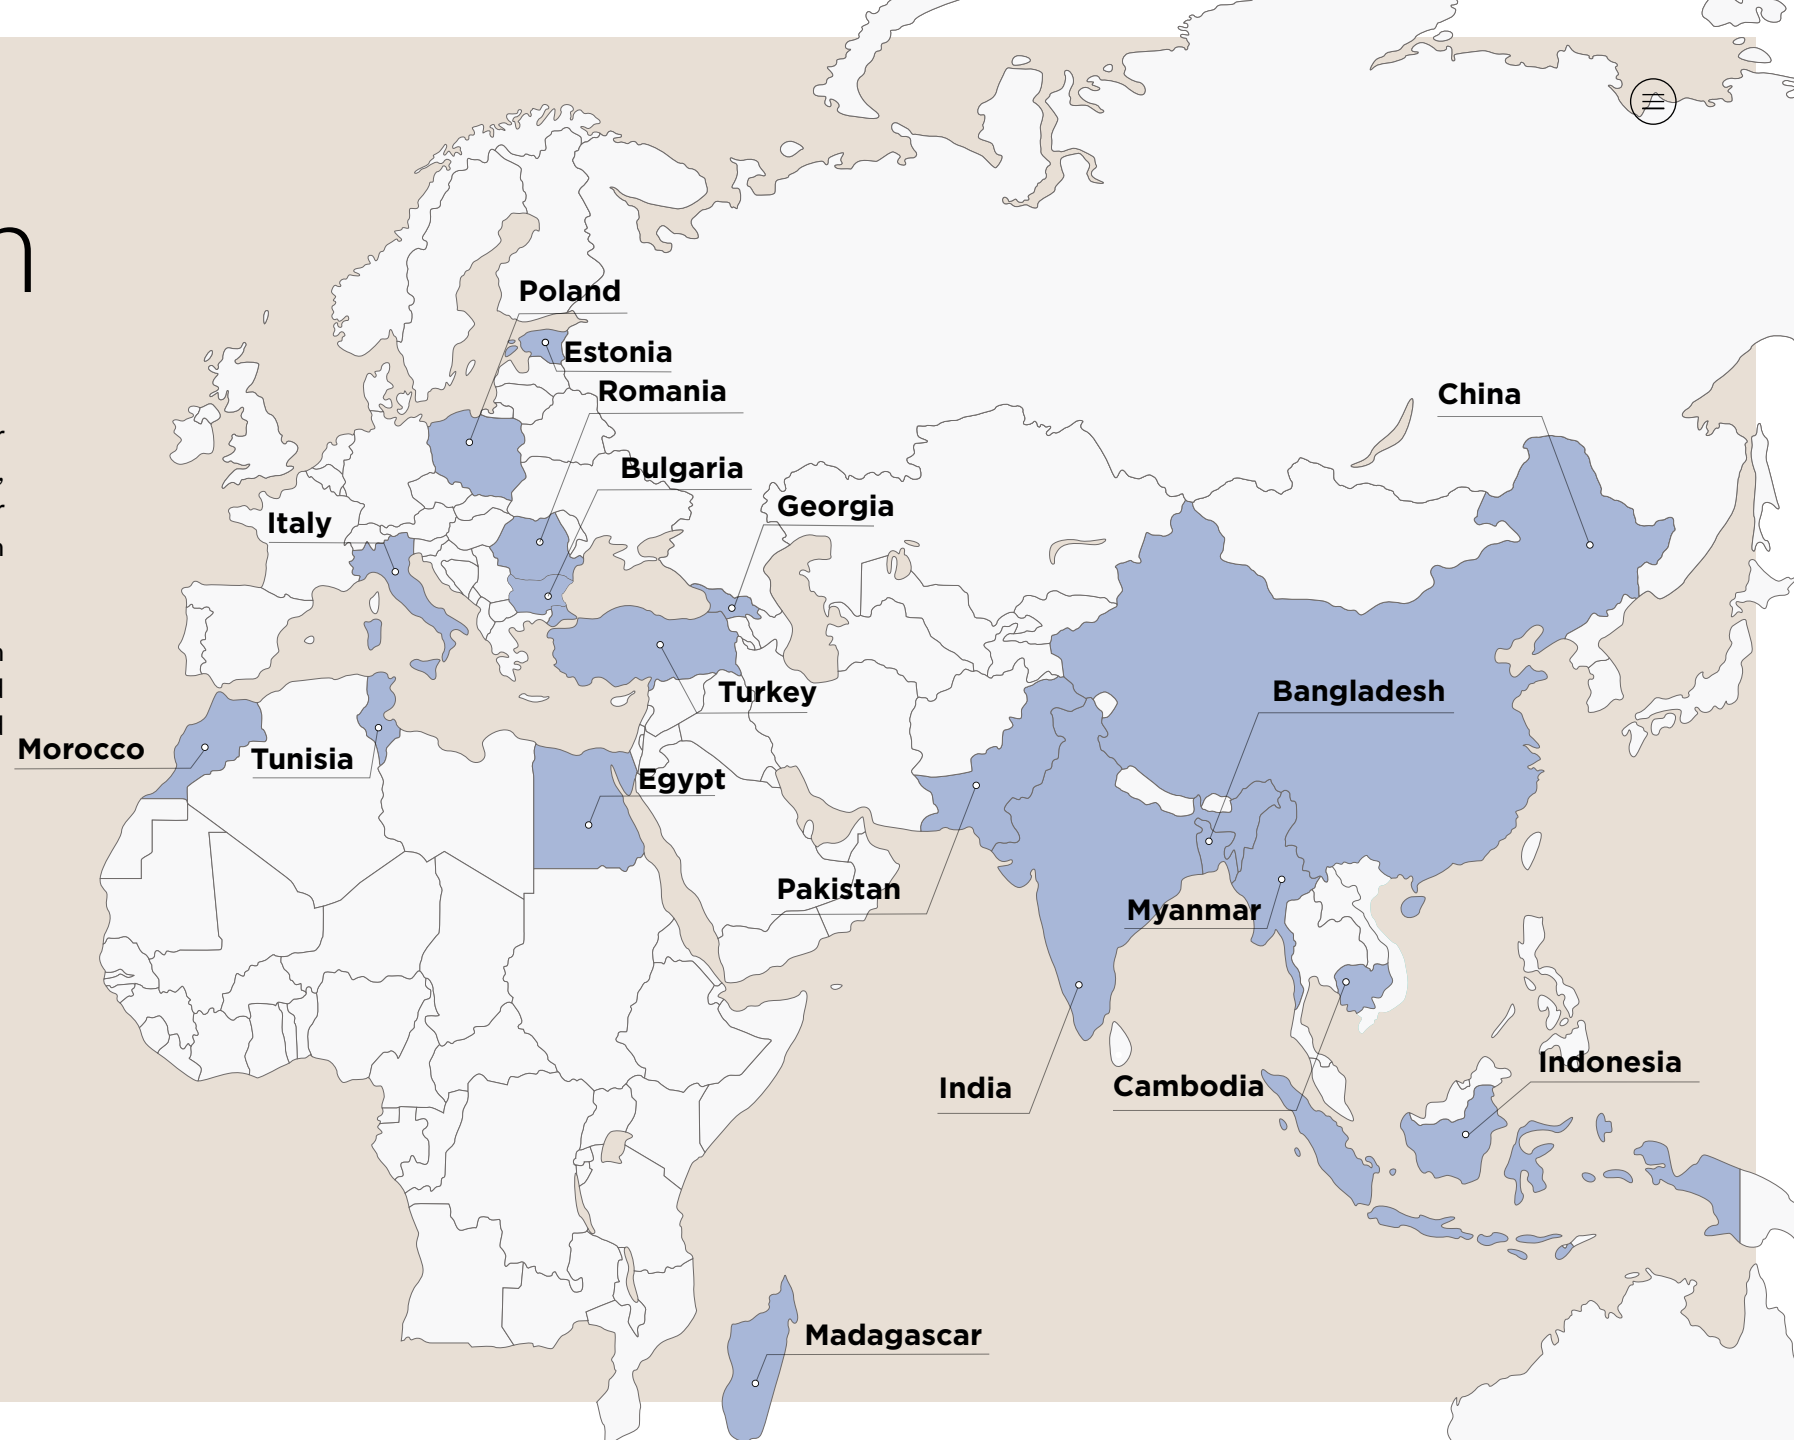 Poland
Estonia
Romania
China
Bulgaria
Georgia
Italy
Bangladesh
Turkey
Morocco
Tunisia
Egypt
Pakistan
Myanmar
Indonesia
India
Cambodia
Madagascar